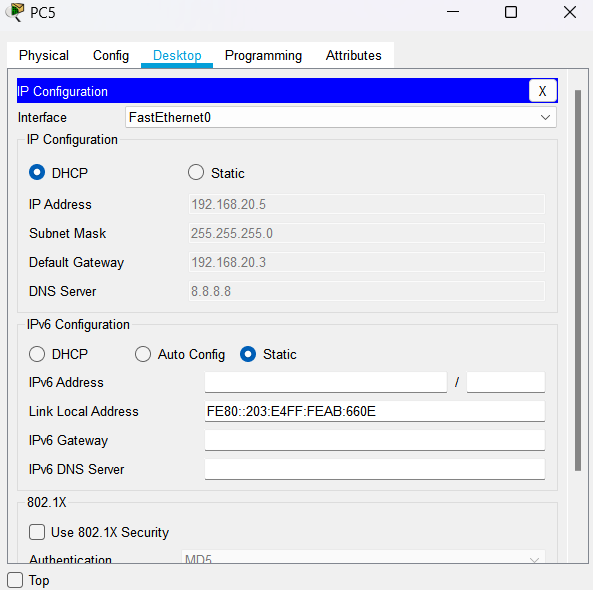 PC5
Physical Config Desktop Programming Attributes
IP Configuration X
Interface FastEthernet0
IP Configuration
DHCP Static
IP Address 192.168.20.5
Subnet Mask 255.255.255.0
Default Gateway 192.168.20.3
DNS Server 8.8.8.8
IPv6 Configuration
DHCP Auto Config Static
IPv6 Address /
Link Local Address FE80::203:E4FF:FEAB:660E
IPv6 Gateway
IPv6 DNS Server
802.1X
Use 802.1X Security
Authentication MD5
Top